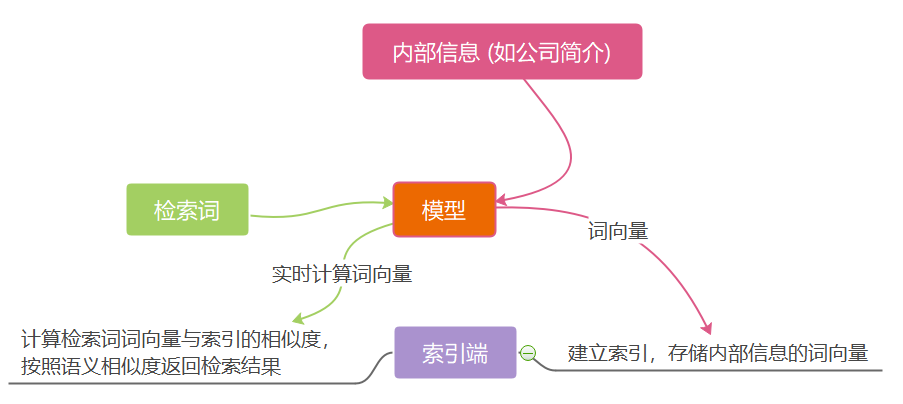 内部信息 (如公司简介)
检索词
模型
词向量
实时计算词向量
计算检索词词向量与索引的相似度，
按照语义相似度返回检索结果
索引端
建立索引，存储内部信息的词向量